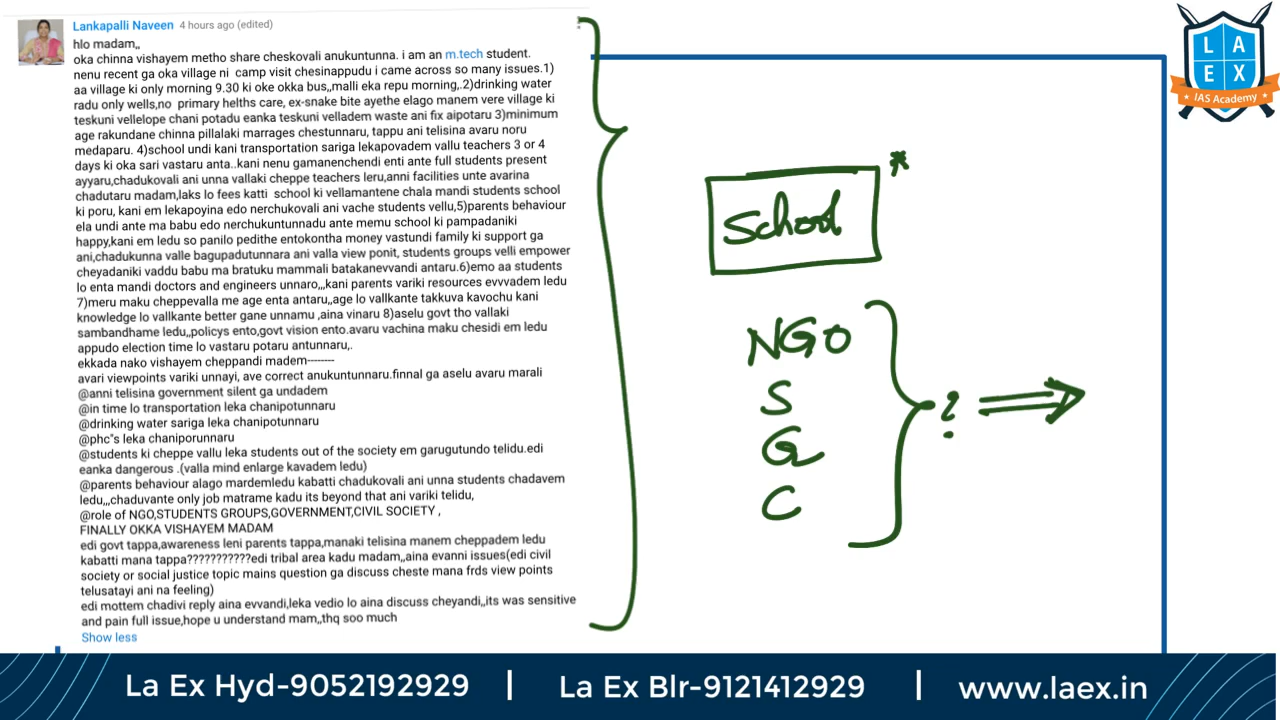 Lankapalli Naveen 4 hours ago (edited)
hlo madam,,
oka chinna vishayem metho share cheskovali anukuntunna. i am an m.tech student.
nenu recent ga oka village ni camp visit chesinappudu i came across so many issues.1)
aa village ki only morning 9.30 ki oke okka bus,,malli eka repu morning,.2)drinking water
radu only wells,no primary helths care, ex-snake bite ayethe elago manem vere village ki
teskuni vellelope chani potadu eanka teskuni velladem waste ani fix aipotaru 3)minimum
age rakundane chinna pillalaki marrages chestunnaru, tappu ani telisina avaru noru
medaparu. 4)school undi kani transportation sariga lekapovadem vallu teachers 3 or 4
days ki oka sari vastaru anta..kani nenu gamanenchendi enti ante full students present
ayyaru,chadukovali ani unna vallaki cheppe teachers leru,anni facilities unte avarina
chadutaru madam,laks lo fees katti school ki vellamantene chala mandi students school
ki poru, kani em lekapoyina edo nerchukovali ani vache students vellu,5)parents behaviour
ela undi ante ma babu edo nerchukuntunnadu ante memu school ki pampadaniki
happy,kani em ledu so panilo pedithe entokontha money vastundi family ki support ga
ani,chadukunna valle bagupadutunnara ani valla view ponit, students groups velli empower
cheyadaniki vaddu babu ma bratuku mammali batakanevvandi antaru.6)emo aa students
lo enta mandi doctors and engineers unnaro,,,kani parents variki resources evvvadem ledu
7)meru maku cheppevalla me age enta antaru,,age lo vallkante takkuva kavochu kani
knowledge lo vallkante better gane unnamu ,aina vinaru 8)aselu govt tho vallaki
sambandhame ledu,,policys ento,govt vision ento.avaru vachina maku chesidi em ledu
appudo election time lo vastaru potaru antunnaru,.
ekkada nako vishayem cheppandi madem--------
avari viewpoints variki unnayi, ave correct anukuntunnaru.finnal ga aselu avaru marali
@anni telisina government silent ga undadem
@in time lo transportation leka chanipotunnaru
@drinking water sariga leka chanipotunnaru
@phc"s leka chaniporunnaru
@students ki cheppe vallu leka students out of the society em garugutundo telidu.edi
eanka dangerous .(valla mind enlarge kavadem ledu)
@parents behaviour alago mardemledu kabatti chadukovali ani unna students chadavem
ledu,,,chaduvante only job matrame kadu its beyond that ani variki telidu,
@role of NGO,STUDENTS GROUPS,GOVERNMENT,CIVIL SOCIETY ,
FINALLY OKKA VISHAYEM MADAM
edi govt tappa,awareness leni parents tappa,manaki telisina manem cheppadem ledu
kabatti mana tappa???????????edi tribal area kadu madam,,aina evanni issues(edi civil
society or social justice topic mains question ga discuss cheste mana frds view points
telusatayi ani na feeling)
edi mottem chadivi reply aina evvandi,leka vedio lo aina discuss cheyandi,,its was sensitive
and pain full issue,hope u understand mam,,thq soo much
Show less
School *
NGO
S
G
C
?
L A
E X
IAS Academy
La Ex Hyd-9052192929 | La Ex Blr-9121412929 | www.laex.in